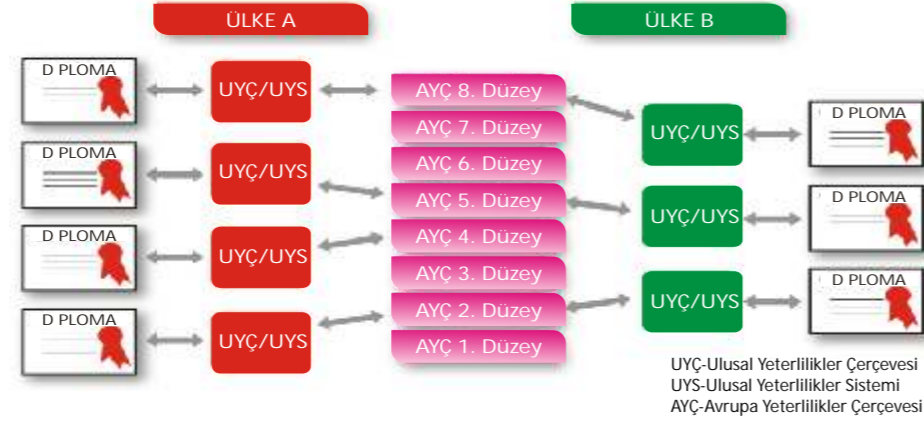 ÜLKE A
ÜLKE B
D PLOMA
UYÇ/UYS
AYÇ 8. Düzey
AYÇ 7. Düzey
UYÇ/UYS
D PLOMA
D PLOMA
UYÇ/UYS
AYÇ 6. Düzey
AYÇ 5. Düzey
UYÇ/UYS
D PLOMA
D PLOMA
UYÇ/UYS
AYÇ 4. Düzey
AYÇ 3. Düzey
UYÇ/UYS
D PLOMA
D PLOMA
UYÇ/UYS
AYÇ 2. Düzey
AYÇ 1. Düzey
UYÇ-Ulusal Yeterlilikler Çerçevesi
UYS-Ulusal Yeterlilikler Sistemi
AYÇ-Avrupa Yeterlilikler Çerçevesi